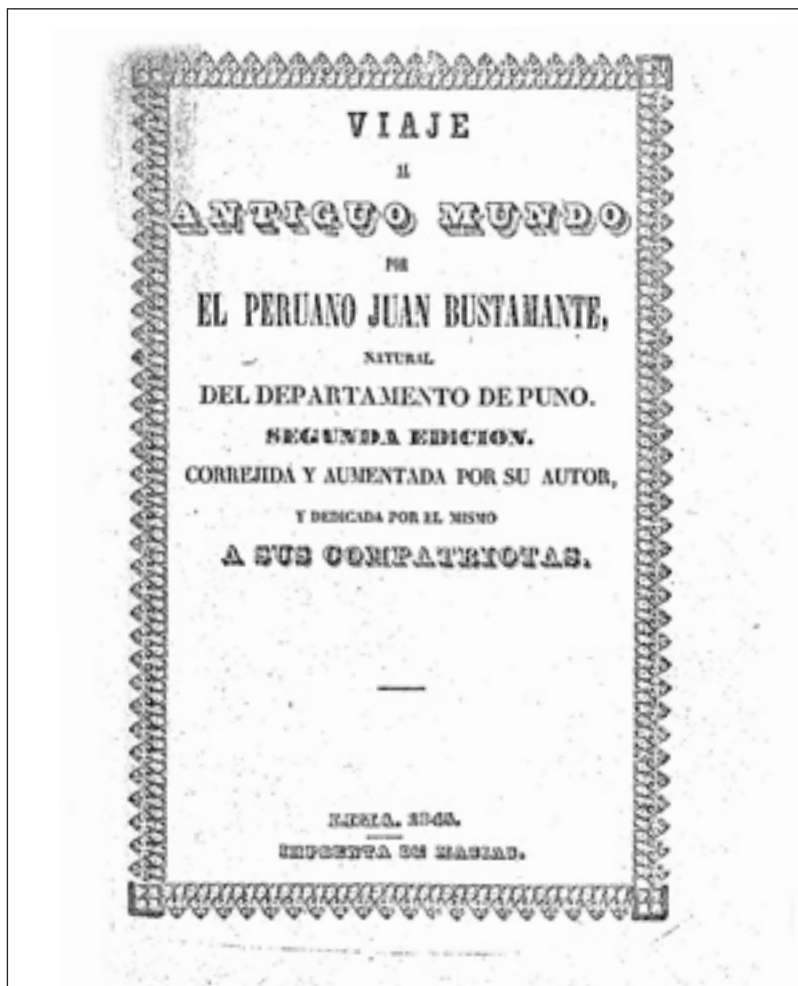 VIAJE
AL
ANTIGUO MUNDO
POR
EL PERUANO JUAN BUSTAMANTE,
NATURAL
DEL DEPARTAMENTO DE PUNO.
SEGUNDA EDICION.
CORREJIDA Y AUMENTADA POR SU AUTOR,
Y DEDICADA POR EL MISMO
A SUS COMPATRIOTAS.
LIMA.
IMPRENTA DE MACIAS.